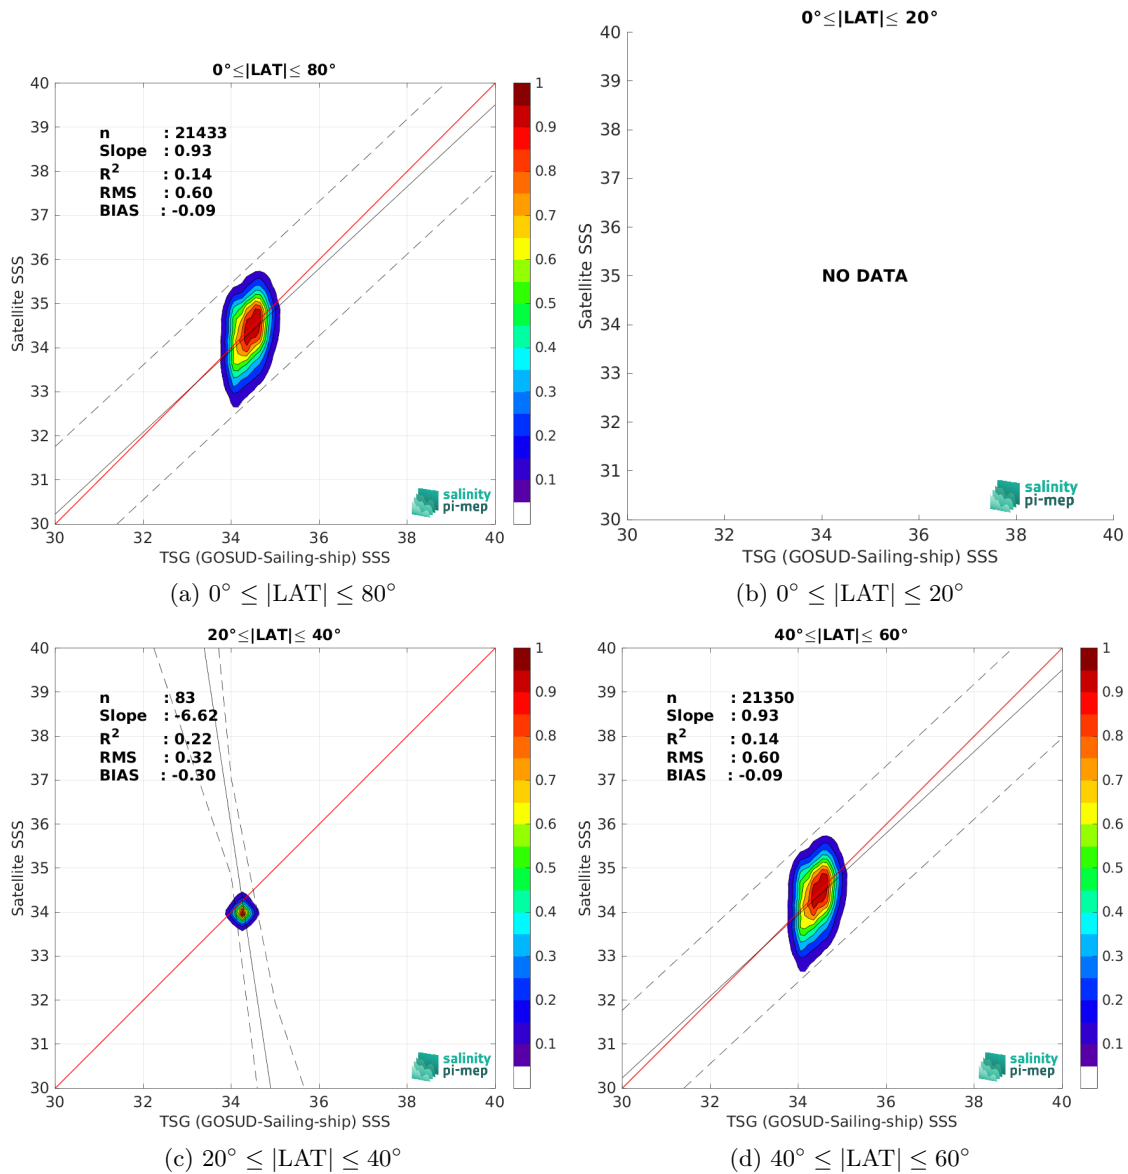 0°≤|LAT|≤ 80°
40
39
38
37
36
35
34
33
32
31
30
Satellite SSS
n : 21433
Slope : 0.93
R² : 0.14
RMS : 0.60
BIAS : -0.09
1
0.9
0.8
0.7
0.6
0.5
0.4
0.3
0.2
0.1
salinity
pi-mep
30 32 34 36 38 40
TSG (GOSUD-Sailing-ship) SSS
(a) 0° ≤ |LAT| ≤ 80°
0°≤|LAT|≤ 20°
40
39
38
37
36
35
34
33
32
31
30
Satellite SSS
NO DATA
salinity
pi-mep
30 32 34 36 38 40
TSG (GOSUD-Sailing-ship) SSS
(b) 0° ≤ |LAT| ≤ 20°
20°≤|LAT|≤ 40°
40
39
38
37
36
35
34
33
32
31
30
Satellite SSS
n : 83
Slope : -6.62
R² : 0.22
RMS : 0.32
BIAS : -0.30
1
0.9
0.8
0.7
0.6
0.5
0.4
0.3
0.2
0.1
salinity
pi-mep
30 32 34 36 38 40
TSG (GOSUD-Sailing-ship) SSS
(c) 20° ≤ |LAT| ≤ 40°
40°≤|LAT|≤ 60°
40
39
38
37
36
35
34
33
32
31
30
Satellite SSS
n : 21350
Slope : 0.93
R² : 0.14
RMS : 0.60
BIAS : -0.09
1
0.9
0.8
0.7
0.6
0.5
0.4
0.3
0.2
0.1
salinity
pi-mep
30 32 34 36 38 40
TSG (GOSUD-Sailing-ship) SSS
(d) 40° ≤ |LAT| ≤ 60°